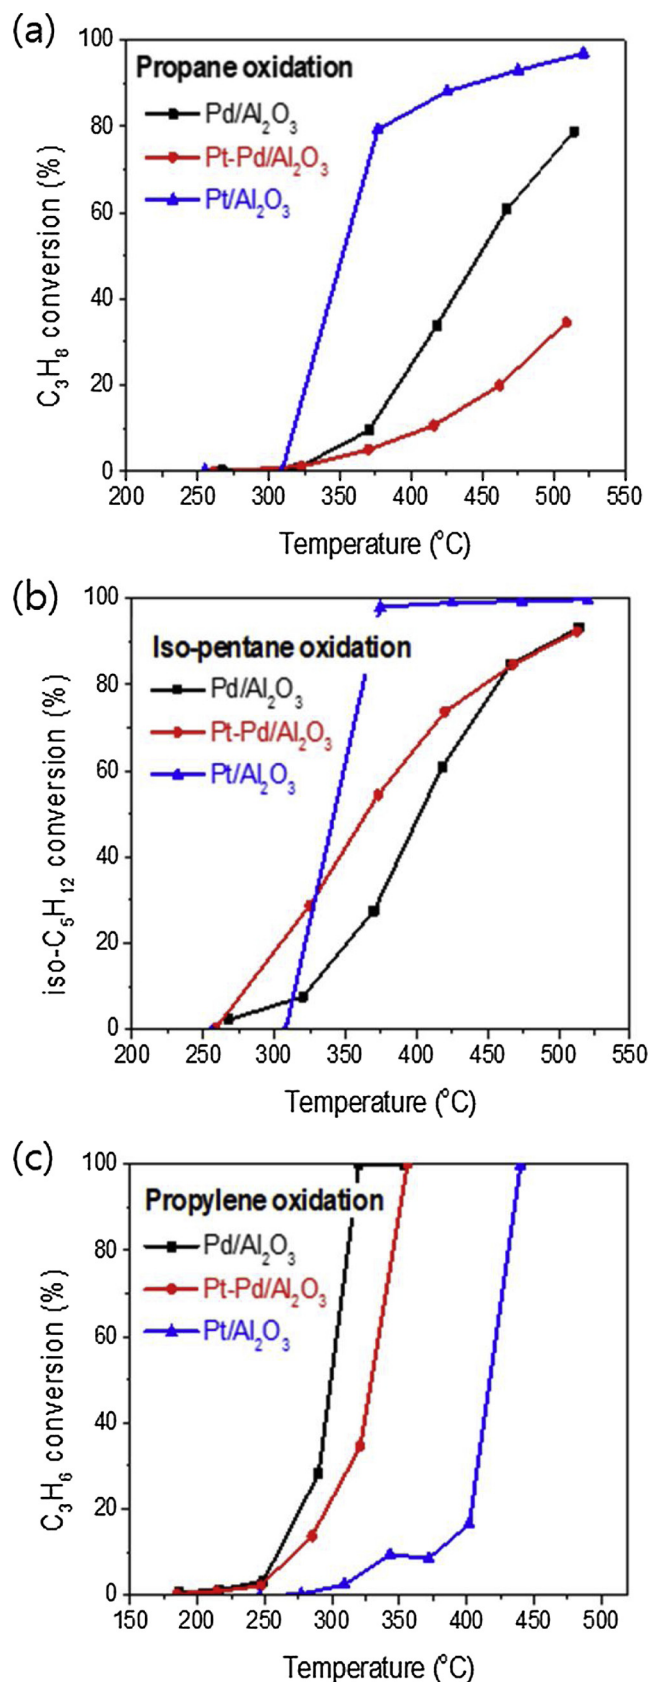 (a)
Propane oxidation
Pd/Al₂O₃
Pt-Pd/Al₂O₃
Pt/Al₂O₃
C₃H₈ conversion (%)
100
80
60
40
20
0
200 250 300 350 400 450 500 550
Temperature (°C)
(b)
Iso-pentane oxidation
Pd/Al₂O₃
Pt-Pd/Al₂O₃
Pt/Al₂O₃
iso-C₅H₁₂ conversion (%)
100
80
60
40
20
0
200 250 300 350 400 450 500 550
Temperature (°C)
(c)
Propylene oxidation
Pd/Al₂O₃
Pt-Pd/Al₂O₃
Pt/Al₂O₃
C₃H₆ conversion (%)
100
80
60
40
20
0
150 200 250 300 350 400 450 500
Temperature (°C)